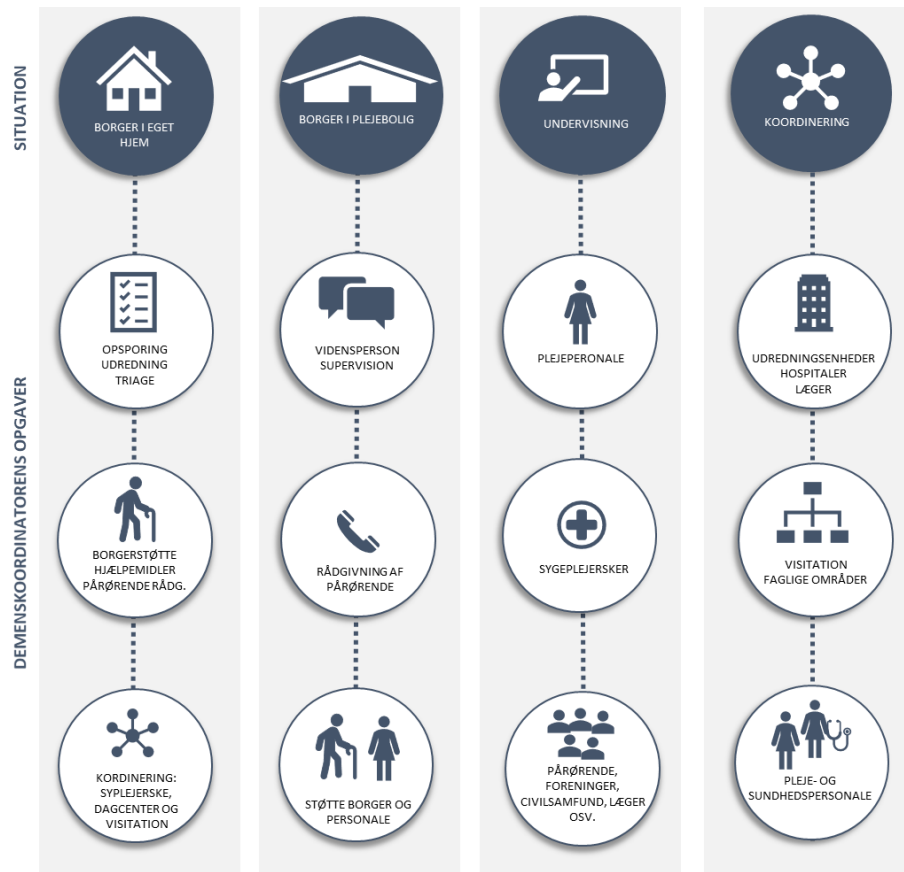 SITUATION
BORGER I EGET
HJEM
BORGER I PLEJEBOLIG
UNDERVISNING
KOORDINERING
DEMENSKOORDINATORENS OPGAVER
OPSPORING
UDREDNING
TRIAGE
VIDENSPERSON
SUPERVISION
PLEJEPERONALE
UDREDNINGSENHEDER
HOSPITALER
LÆGER
BORGERSTØTTE
HJÆLPEMIDLER
PÅRØRENDE RÅDG.
RÅDGIVNING AF
PÅRØRENDE
SYGEPLEJERSKER
VISITATION
FAGLIGE OMRÅDER
KORDINERING:
SYPLEJERSKE,
DAGCENTER OG
VISITATION
STØTTE BORGER OG
PERSONALE
PÅRØRENDE,
FORENINGER,
CIVILSAMFUND, LÆGER
OSV.
PLEJE- OG
SUNDHEDSPERSONALE